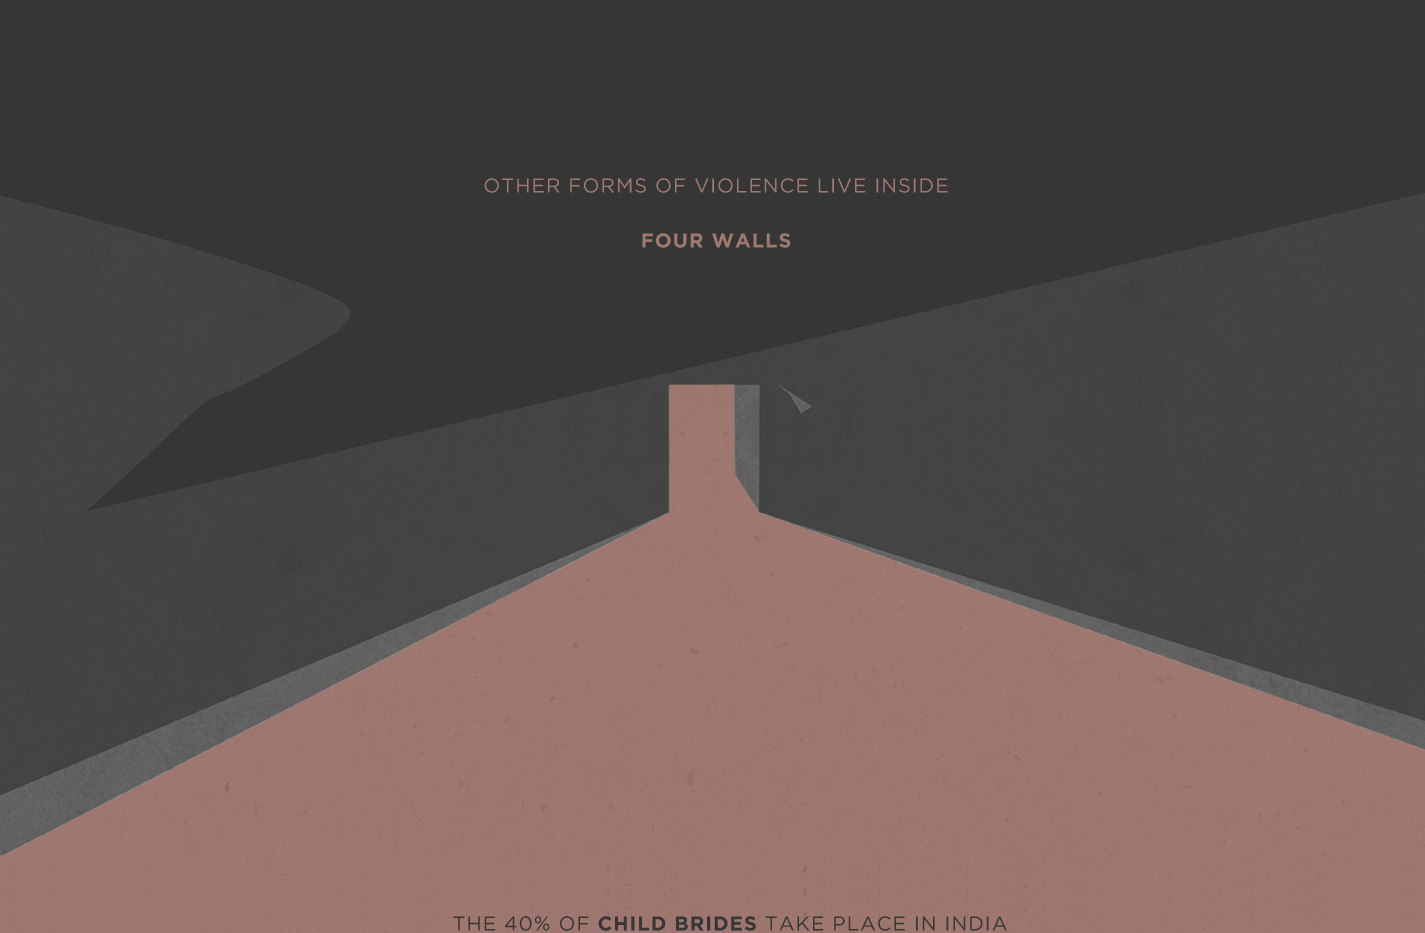 OTHER FORMS OF VIOLENCE LIVE INSIDE
FOUR WALLS
THE 40% OF CHILD BRIDES TAKE PLACE IN INDIA